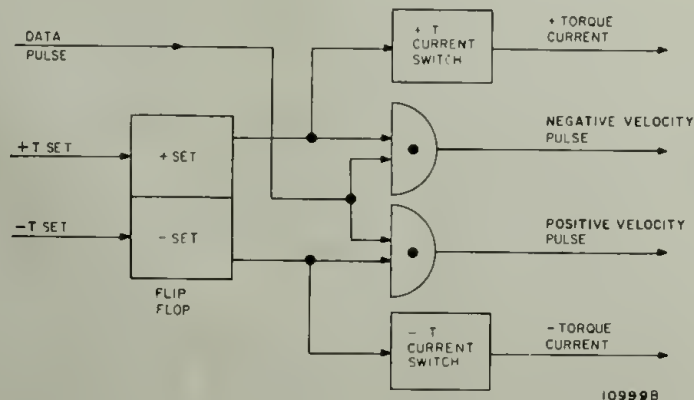 DATA
PULSE
+ T
CURRENT
SWITCH
+ TORQUE
CURRENT
NEGATIVE VELOCITY
PULSE
+T SET
+ SET
-T SET
- SET
POSITIVE VELOCITY
PULSE
FLIP
FLOP
- T
CURRENT
SWITCH
- TORQUE
CURRENT
10999B